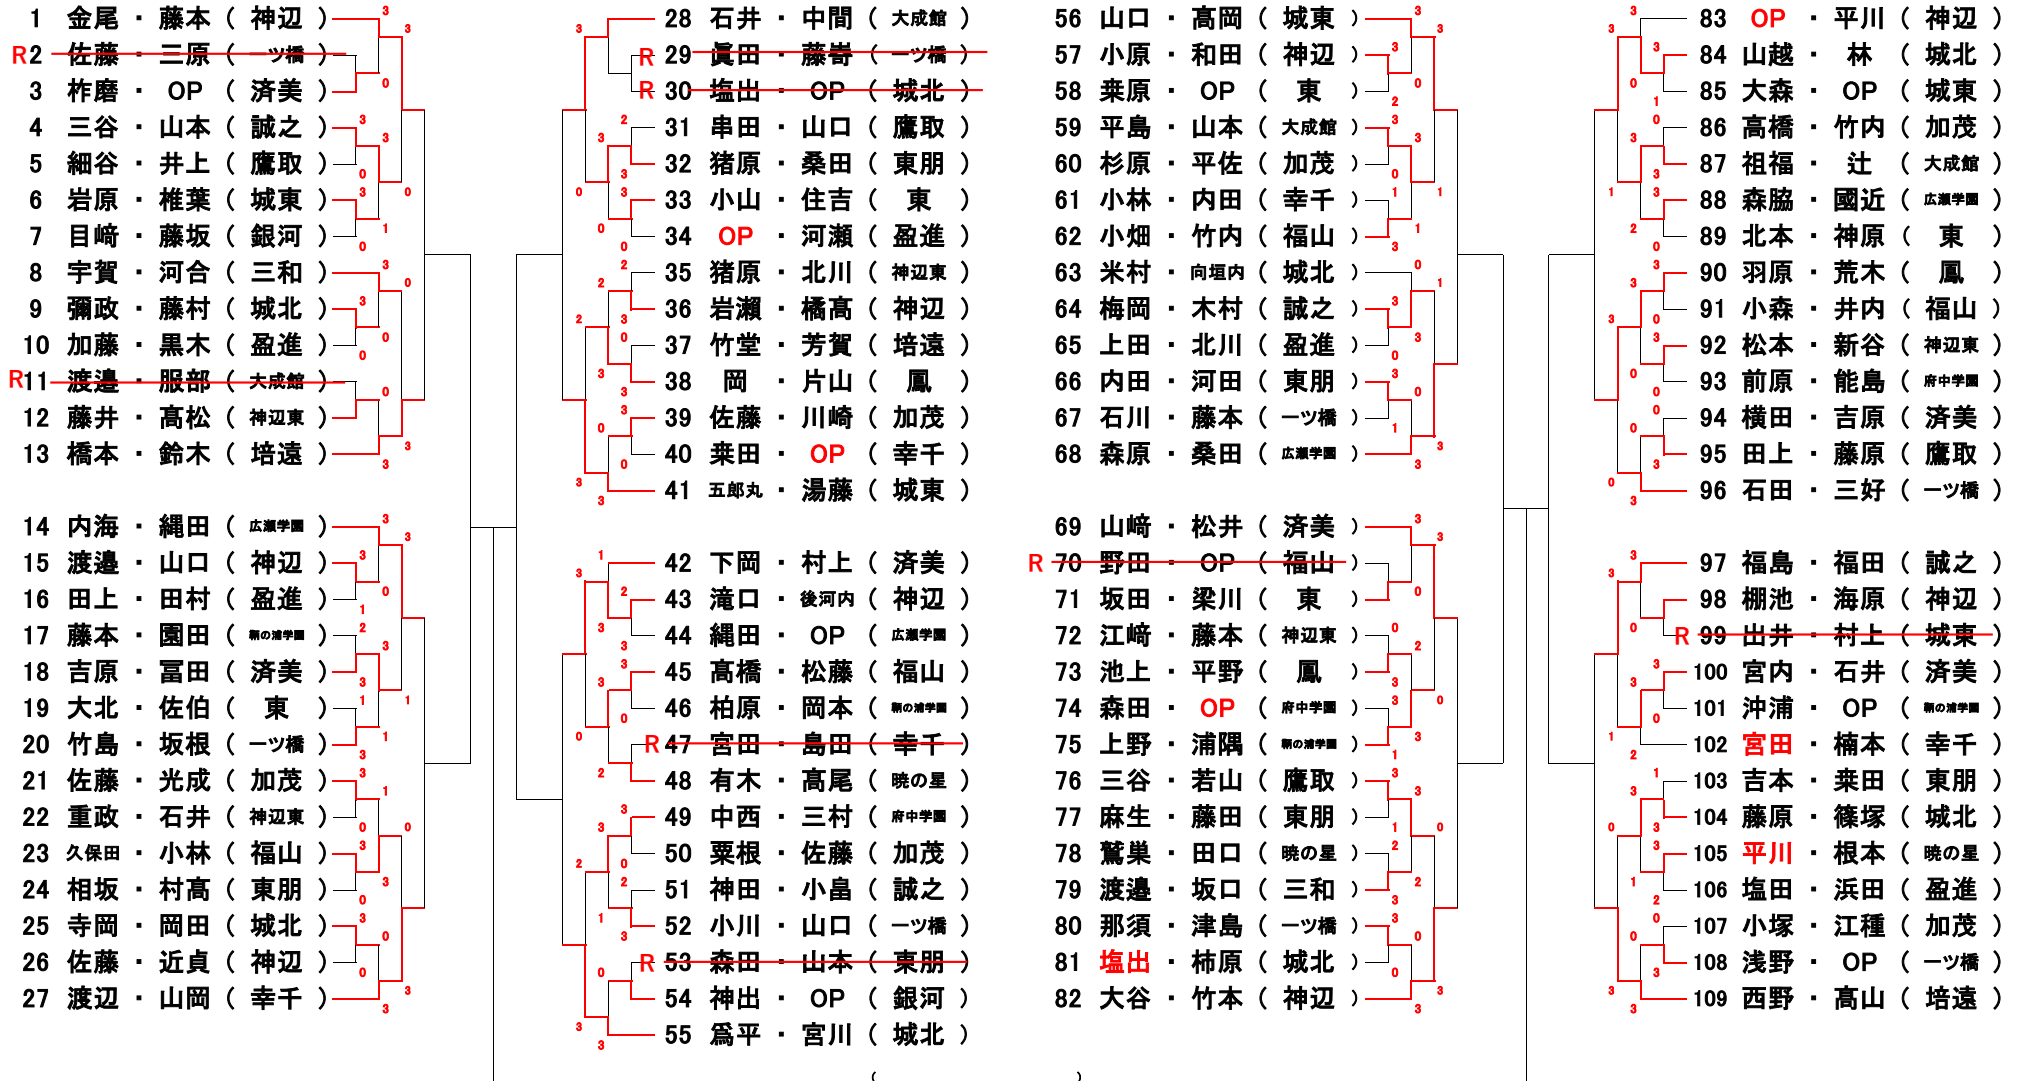 1 金尾 ・ 藤本 ( 神辺 )
R 2 佐藤 ・ 三原 ( 一ツ橋 )
3 柞磨 ・ OP ( 済美 )
4 三谷 ・ 山本 ( 誠之 )
5 細谷 ・ 井上 ( 鷹取 )
6 岩原 ・ 椎葉 ( 城東 )
7 目﨑 ・ 藤坂 ( 銀河 )
8 宇賀 ・ 河合 ( 三和 )
9 彌政 ・ 藤村 ( 城北 )
10 加藤 ・ 黒木 ( 盈進 )
R 11 渡邉 ・ 服部 ( 大成館 )
12 藤井 ・ 髙松 ( 神辺東 )
13 橋本 ・ 鈴木 ( 培遠 )
14 内海 ・ 縄田 ( 広瀬学園 )
15 渡邉 ・ 山口 ( 神辺 )
16 田上 ・ 田村 ( 盈進 )
17 藤本 ・ 園田 ( 鞆の浦学園 )
18 吉原 ・ 冨田 ( 済美 )
19 大北 ・ 佐伯 ( 東 )
20 竹島 ・ 坂根 ( 一ツ橋 )
21 佐藤 ・ 光成 ( 加茂 )
22 重政 ・ 石井 ( 神辺東 )
23 久保田 ・ 小林 ( 福山 )
24 相坂 ・ 村髙 ( 東朋 )
25 寺岡 ・ 岡田 ( 城北 )
26 佐藤 ・ 近貞 ( 神辺 )
27 渡辺 ・ 山岡 ( 幸千 )
28 石井 ・ 中間 ( 大成館 )
R 29 眞田 ・ 藤嵜 ( 一ツ橋 )
R 30 塩出 ・ OP ( 城北 )
31 串田 ・ 山口 ( 鷹取 )
32 猪原 ・ 桑田 ( 東朋 )
33 小山 ・ 住吉 ( 東 )
34 OP ・ 河瀬 ( 盈進 )
35 猪原 ・ 北川 ( 神辺東 )
36 岩瀬 ・ 橘髙 ( 神辺 )
37 竹堂 ・ 芳賀 ( 培遠 )
38 岡 ・ 片山 ( 鳳 )
39 佐藤 ・ 川崎 ( 加茂 )
40 桒田 ・ OP ( 幸千 )
41 五郎丸 ・ 湯藤 ( 城東 )
42 下岡 ・ 村上 ( 済美 )
43 滝口 ・ 後河内 ( 神辺 )
44 縄田 ・ OP ( 広瀬学園 )
45 髙橋 ・ 松藤 ( 福山 )
46 柏原 ・ 岡本 ( 鞆の浦学園 )
R 47 宮田 ・ 島田 ( 幸千 )
48 有木 ・ 髙尾 ( 暁の星 )
49 中西 ・ 三村 ( 府中学園 )
50 粟根 ・ 佐藤 ( 加茂 )
51 神田 ・ 小畠 ( 誠之 )
52 小川 ・ 山口 ( 一ツ橋 )
R 53 森田 ・ 山本 ( 東朋 )
54 神出 ・ OP ( 銀河 )
55 爲平 ・ 宮川 ( 城北 )
56 山口 ・ 髙岡 ( 城東 )
57 小原 ・ 和田 ( 神辺 )
58 桒原 ・ OP ( 東 )
59 平島 ・ 山本 ( 大成館 )
60 杉原 ・ 平佐 ( 加茂 )
61 小林 ・ 内田 ( 幸千 )
62 小畑 ・ 竹内 ( 福山 )
63 米村 ・ 向垣内 ( 城北 )
64 梅岡 ・ 木村 ( 誠之 )
65 上田 ・ 北川 ( 盈進 )
66 内田 ・ 河田 ( 東朋 )
67 石川 ・ 藤本 ( 一ツ橋 )
68 森原 ・ 桑田 ( 広瀬学園 )
69 山﨑 ・ 松井 ( 済美 )
R 70 野田 ・ OP ( 福山 )
71 坂田 ・ 梁川 ( 東 )
72 江﨑 ・ 藤本 ( 神辺東 )
73 池上 ・ 平野 ( 鳳 )
74 森田 ・ OP ( 府中学園 )
75 上野 ・ 浦隅 ( 鞆の浦学園 )
76 三谷 ・ 若山 ( 鷹取 )
77 麻生 ・ 藤田 ( 東朋 )
78 鷲巣 ・ 田口 ( 暁の星 )
79 渡邉 ・ 坂口 ( 三和 )
80 那須 ・ 津島 ( 一ツ橋 )
81 塩出 ・ 柿原 ( 城北 )
82 大谷 ・ 竹本 ( 神辺 )
83 OP ・ 平川 ( 神辺 )
84 山越 ・ 林 ( 城北 )
85 大森 ・ OP ( 城東 )
86 高橋 ・ 竹内 ( 加茂 )
87 祖福 ・ 辻 ( 大成館 )
88 森脇 ・ 國近 ( 広瀬学園 )
89 北本 ・ 神原 ( 東 )
90 羽原 ・ 荒木 ( 鳳 )
91 小森 ・ 井内 ( 福山 )
92 松本 ・ 新谷 ( 神辺東 )
93 前原 ・ 能島 ( 府中学園 )
94 横田 ・ 吉原 ( 済美 )
95 田上 ・ 藤原 ( 鷹取 )
96 石田 ・ 三好 ( 一ツ橋 )
97 福島 ・ 福田 ( 誠之 )
98 棚池 ・ 海原 ( 神辺 )
R 99 出井 ・ 村上 ( 城東 )
100 宮内 ・ 石井 ( 済美 )
101 沖浦 ・ OP ( 鞆の浦学園 )
102 宮田 ・ 楠本 ( 幸千 )
103 吉本 ・ 桒田 ( 東朋 )
104 藤原 ・ 篠塚 ( 城北 )
105 平川 ・ 根本 ( 暁の星 )
106 塩田 ・ 浜田 ( 盈進 )
107 小塚 ・ 江種 ( 加茂 )
108 浅野 ・ OP ( 一ツ橋 )
109 西野 ・ 髙山 ( 培遠 )